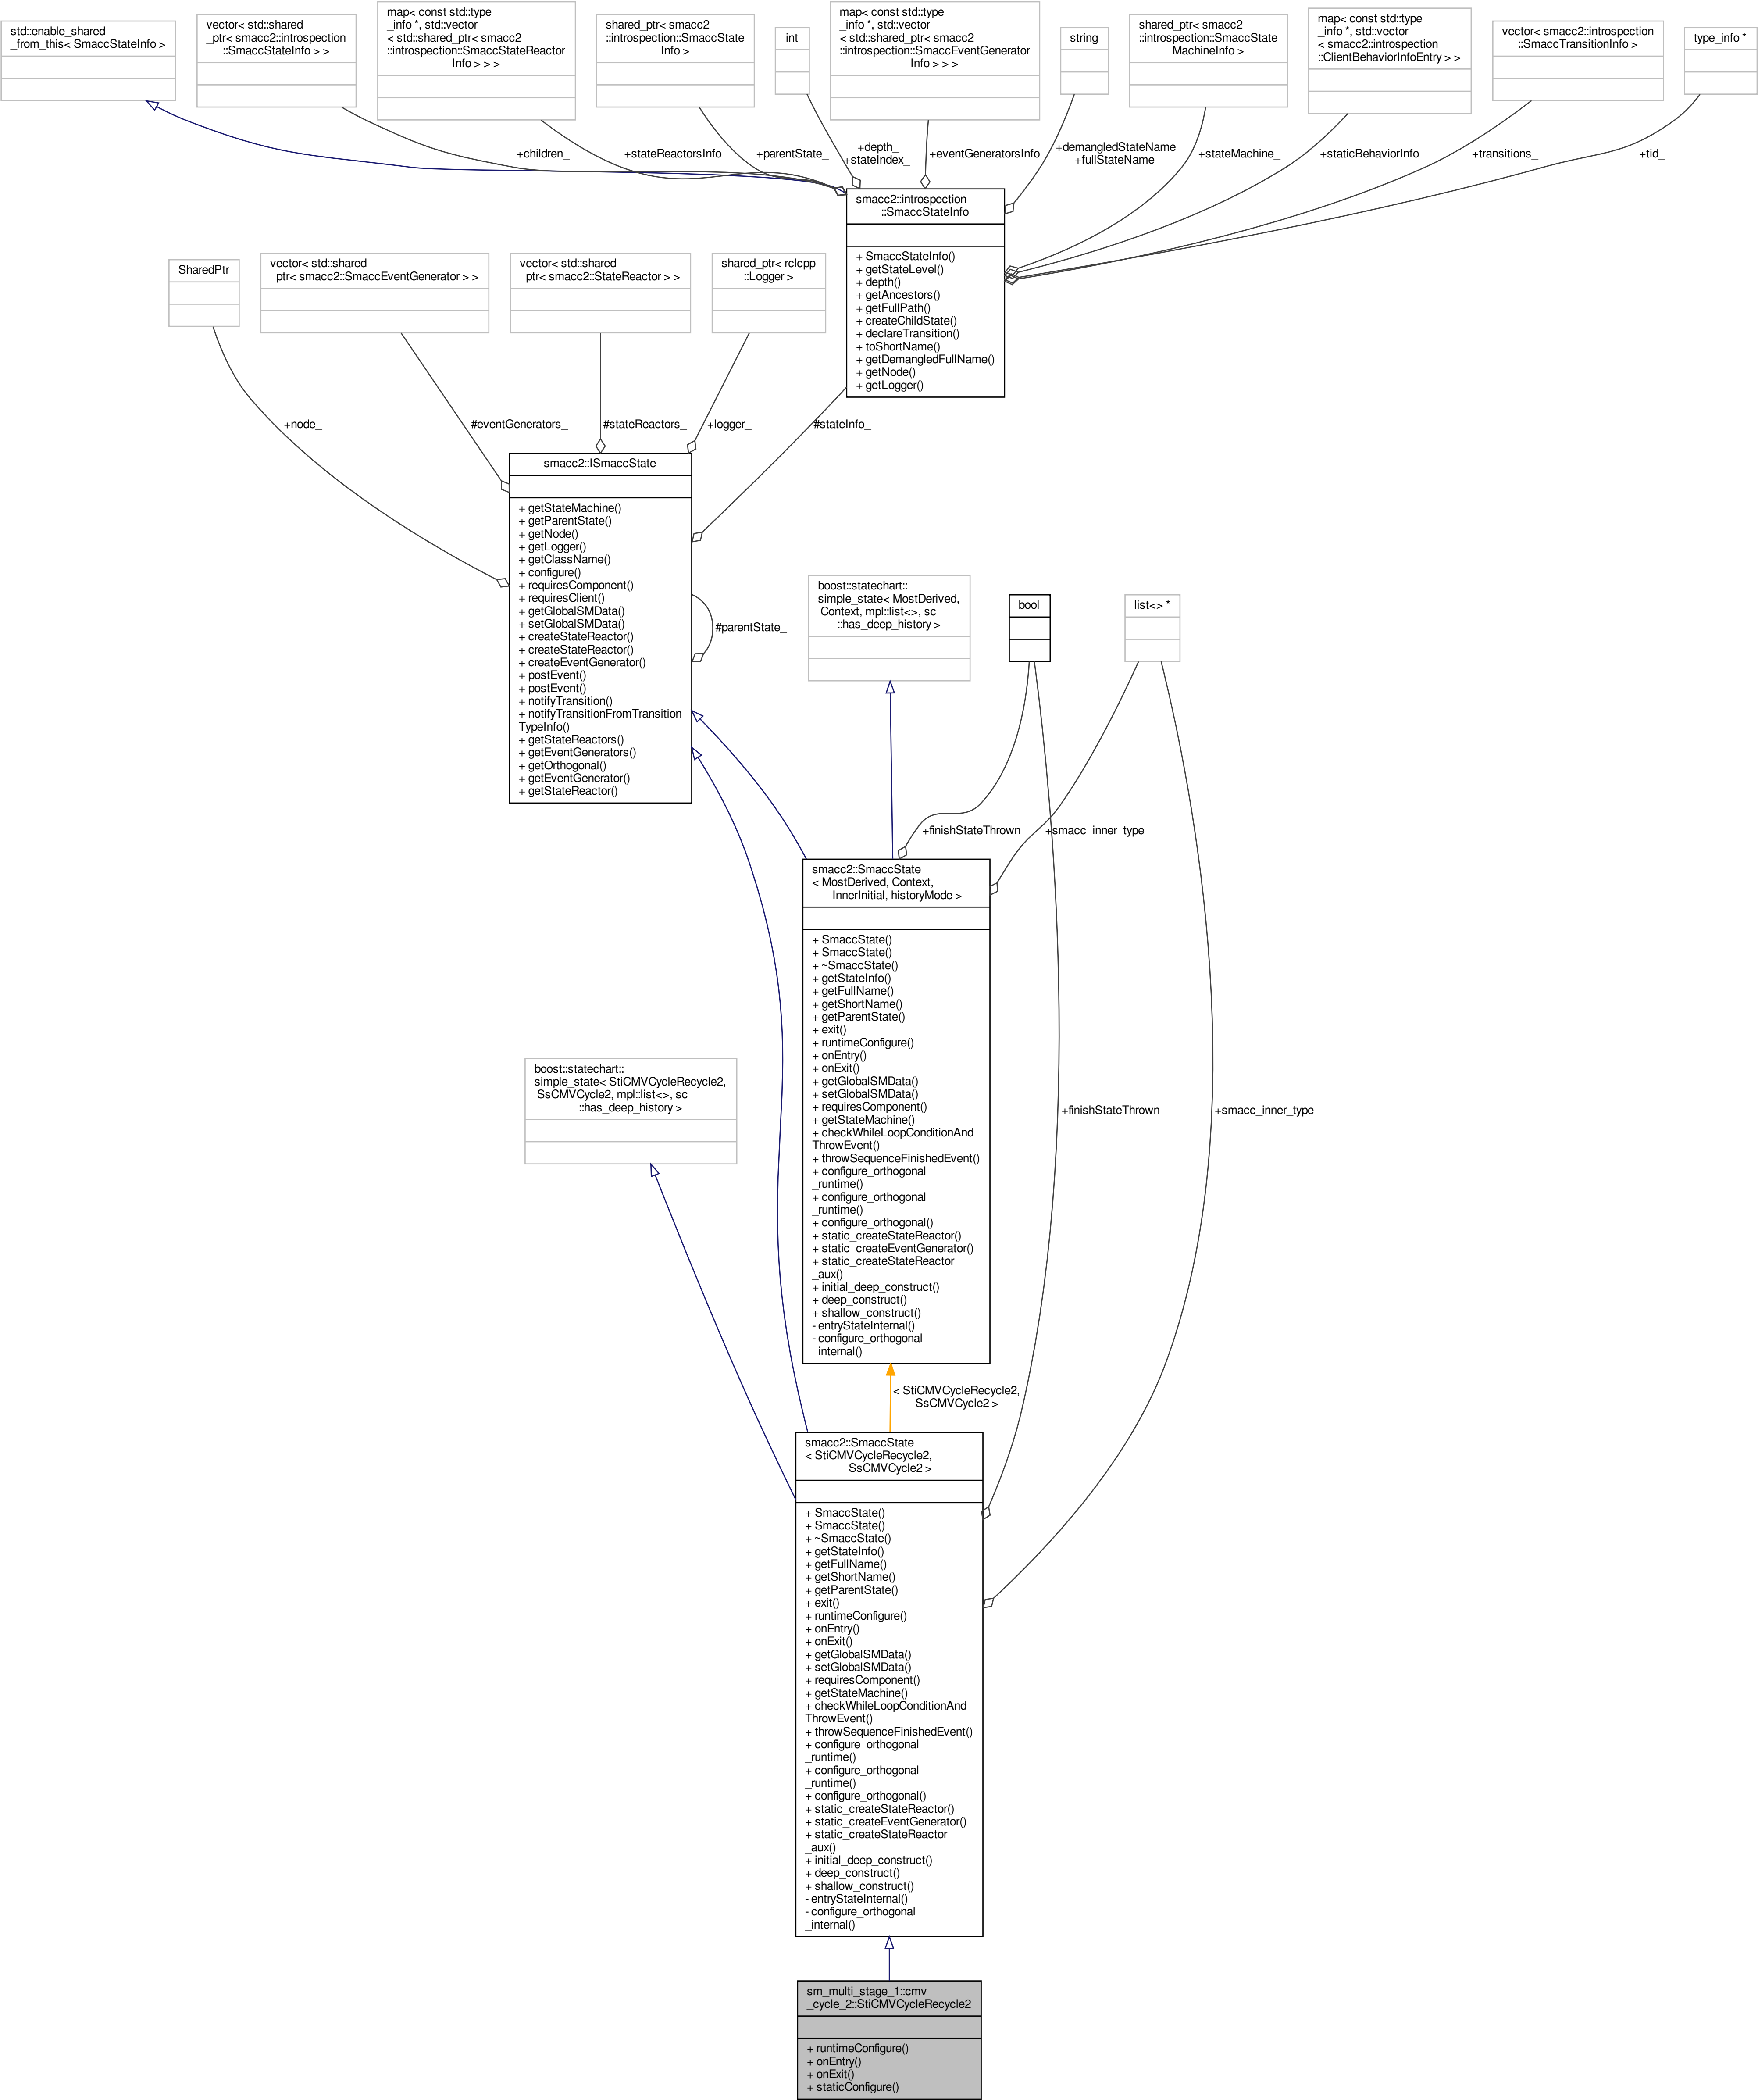 std::enable_shared
_from_this< SmaccStateInfo >
vector< std::shared
_ptr< smacc2::introspection
::SmaccStateInfo > >
map< const std::type
_info *, std::vector
< std::shared_ptr< smacc2
::introspection::SmaccStateReactor
Info > > >
shared_ptr< smacc2
::introspection::SmaccState
Info >
int
map< const std::type
_info *, std::vector
< std::shared_ptr< smacc2
::introspection::SmaccEventGenerator
Info > > >
string
shared_ptr< smacc2
::introspection::SmaccState
MachineInfo >
map< const std::type
_info *, std::vector
< smacc2::introspection
::ClientBehaviorInfoEntry > >
vector< smacc2::introspection
::SmaccTransitionInfo >
type_info *
+children_
+stateReactorsInfo
+parentState_
+depth_
+stateIndex_
+eventGeneratorsInfo
+demangledStateName
+fullStateName
+stateMachine_
+staticBehaviorInfo
+transitions_
+tid_
smacc2::introspection
::SmaccStateInfo
+ SmaccStateInfo()
+ getStateLevel()
+ depth()
+ getAncestors()
+ getFullPath()
+ createChildState()
+ declareTransition()
+ toShortName()
+ getDemangledFullName()
+ getNode()
+ getLogger()
SharedPtr
vector< std::shared
_ptr< smacc2::SmaccEventGenerator > >
vector< std::shared
_ptr< smacc2::StateReactor > >
shared_ptr< rclcpp
::Logger >
+node_
#eventGenerators_
#stateReactors_
+logger_
#stateInfo_
smacc2::ISmaccState
+ getStateMachine()
+ getParentState()
+ getNode()
+ getLogger()
+ getClassName()
+ configure()
+ requiresComponent()
+ requiresClient()
+ getGlobalSMData()
+ setGlobalSMData()
+ createStateReactor()
+ createStateReactor()
+ createEventGenerator()
+ postEvent()
+ postEvent()
+ notifyTransition()
+ notifyTransitionFromTransition
TypeInfo()
+ getStateReactors()
+ getEventGenerators()
+ getOrthogonal()
+ getEventGenerator()
+ getStateReactor()
#parentState_
boost::statechart::
simple_state< MostDerived,
Context, mpl::list<>, sc
::has_deep_history >
bool
list<> *
+finishStateThrown
+smacc_inner_type
smacc2::SmaccState
< MostDerived, Context,
InnerInitial, historyMode >
+ SmaccState()
+ SmaccState()
+ ~SmaccState()
+ getStateInfo()
+ getFullName()
+ getShortName()
+ getParentState()
+ exit()
+ runtimeConfigure()
+ onEntry()
+ onExit()
+ getGlobalSMData()
+ setGlobalSMData()
+ requiresComponent()
+ getStateMachine()
+ checkWhileLoopConditionAnd
ThrowEvent()
+ throwSequenceFinishedEvent()
+ configure_orthogonal
_runtime()
+ configure_orthogonal
_runtime()
+ configure_orthogonal()
+ static_createStateReactor()
+ static_createEventGenerator()
+ static_createStateReactor
_aux()
+ initial_deep_construct()
+ deep_construct()
+ shallow_construct()
- entryStateInternal()
- configure_orthogonal
_internal()
boost::statechart::
simple_state< StiCMVCycleRecycle2,
SsCMVCycle2, mpl::list<>, sc
::has_deep_history >
+finishStateThrown
+smacc_inner_type
< StiCMVCycleRecycle2,
SsCMVCycle2 >
smacc2::SmaccState
< StiCMVCycleRecycle2,
SsCMVCycle2 >
+ SmaccState()
+ SmaccState()
+ ~SmaccState()
+ getStateInfo()
+ getFullName()
+ getShortName()
+ getParentState()
+ exit()
+ runtimeConfigure()
+ onEntry()
+ onExit()
+ getGlobalSMData()
+ setGlobalSMData()
+ requiresComponent()
+ getStateMachine()
+ checkWhileLoopConditionAnd
ThrowEvent()
+ throwSequenceFinishedEvent()
+ configure_orthogonal
_runtime()
+ configure_orthogonal
_runtime()
+ configure_orthogonal()
+ static_createStateReactor()
+ static_createEventGenerator()
+ static_createStateReactor
_aux()
+ initial_deep_construct()
+ deep_construct()
+ shallow_construct()
- entryStateInternal()
- configure_orthogonal
_internal()
sm_multi_stage_1::cmv
_cycle_2::StiCMVCycleRecycle2
+ runtimeConfigure()
+ onEntry()
+ onExit()
+ staticConfigure()